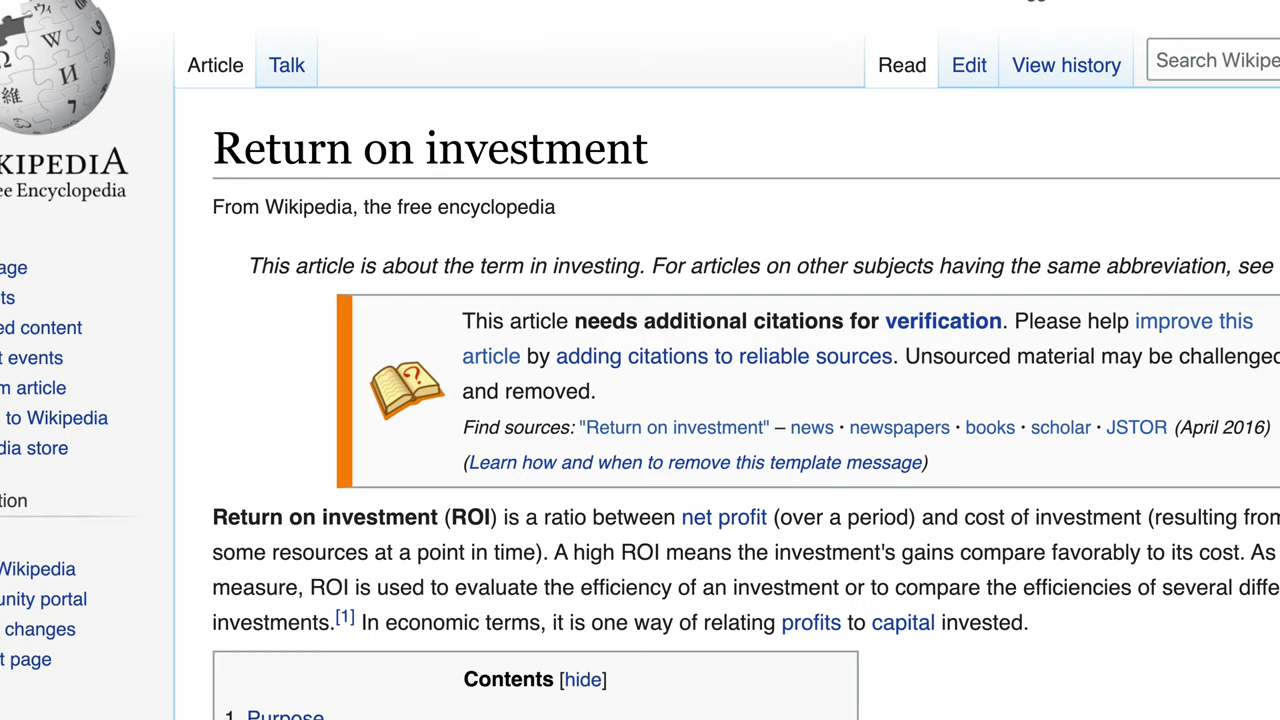 Article Talk Read Edit View history Search Wikipe
KIPEDIA
ee Encyclopedia
Return on investment
From Wikipedia, the free encyclopedia
This article is about the term in investing. For articles on other subjects having the same abbreviation, see
This article needs additional citations for verification. Please help improve this
article by adding citations to reliable sources. Unsourced material may be challenged
and removed.
Find sources: "Return on investment" – news · newspapers · books · scholar · JSTOR (April 2016)
(Learn how and when to remove this template message)
Return on investment (ROI) is a ratio between net profit (over a period) and cost of investment (resulting from
some resources at a point in time). A high ROI means the investment's gains compare favorably to its cost. As
measure, ROI is used to evaluate the efficiency of an investment or to compare the efficiencies of several diffe
investments.[1] In economic terms, it is one way of relating profits to capital invested.
Contents [hide]
1 Purpose
age
ts
ed content
t events
m article
to Wikipedia
dia store
tion
Wikipedia
unity portal
changes
t page